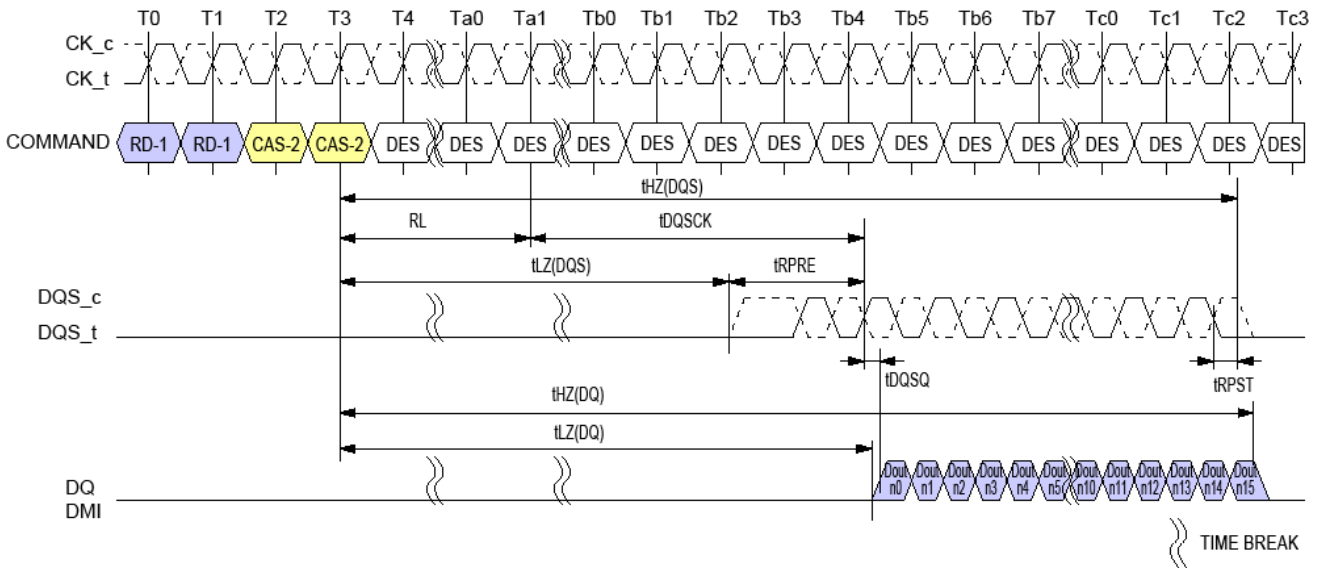 T0 T1 T2 T3 T4 Ta0 Ta1 Tb0 Tb1 Tb2 Tb3 Tb4 Tb5 Tb6 Tb7 Tc0 Tc1 Tc2 Tc3
CK_c
CK_t
COMMAND RD-1 RD-1 CAS-2 CAS-2 DES DES DES DES DES DES DES DES DES DES DES DES DES DES DES
tHZ(DQS)
RL tDQSCK
tLZ(DQS) tRPRE
DQS_c
DQS_t
tDQSQ tRPST
tHZ(DQ)
tLZ(DQ)
DQ Dout Dout Dout Dout Dout Dout Dout Dout Dout Dout Dout Dout
n0 n1 n2 n3 n4 n5 n10 n11 n12 n13 n14 n15
DMI
TIME BREAK